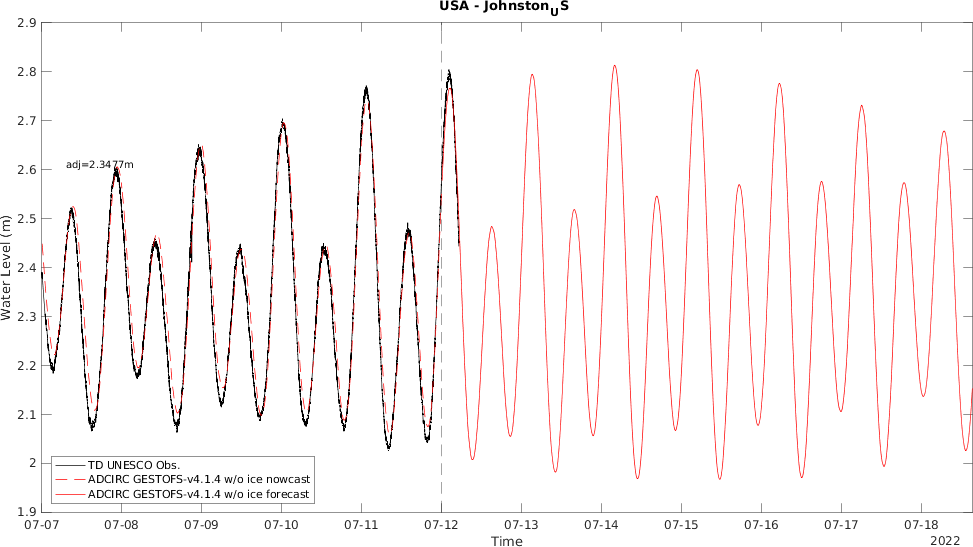 USA - Johnston_US
2.9
2.8
2.7
2.6
2.5
2.4
2.3
2.2
2.1
2
1.9
Water Level (m)
adj=2.3477m
TD UNESCO Obs.
ADCIRC GESTOFS-v4.1.4 w/o ice nowcast
ADCIRC GESTOFS-v4.1.4 w/o ice forecast
07-07 07-08 07-09 07-10 07-11 07-12 07-13 07-14 07-15 07-16 07-17 07-18
Time
2022